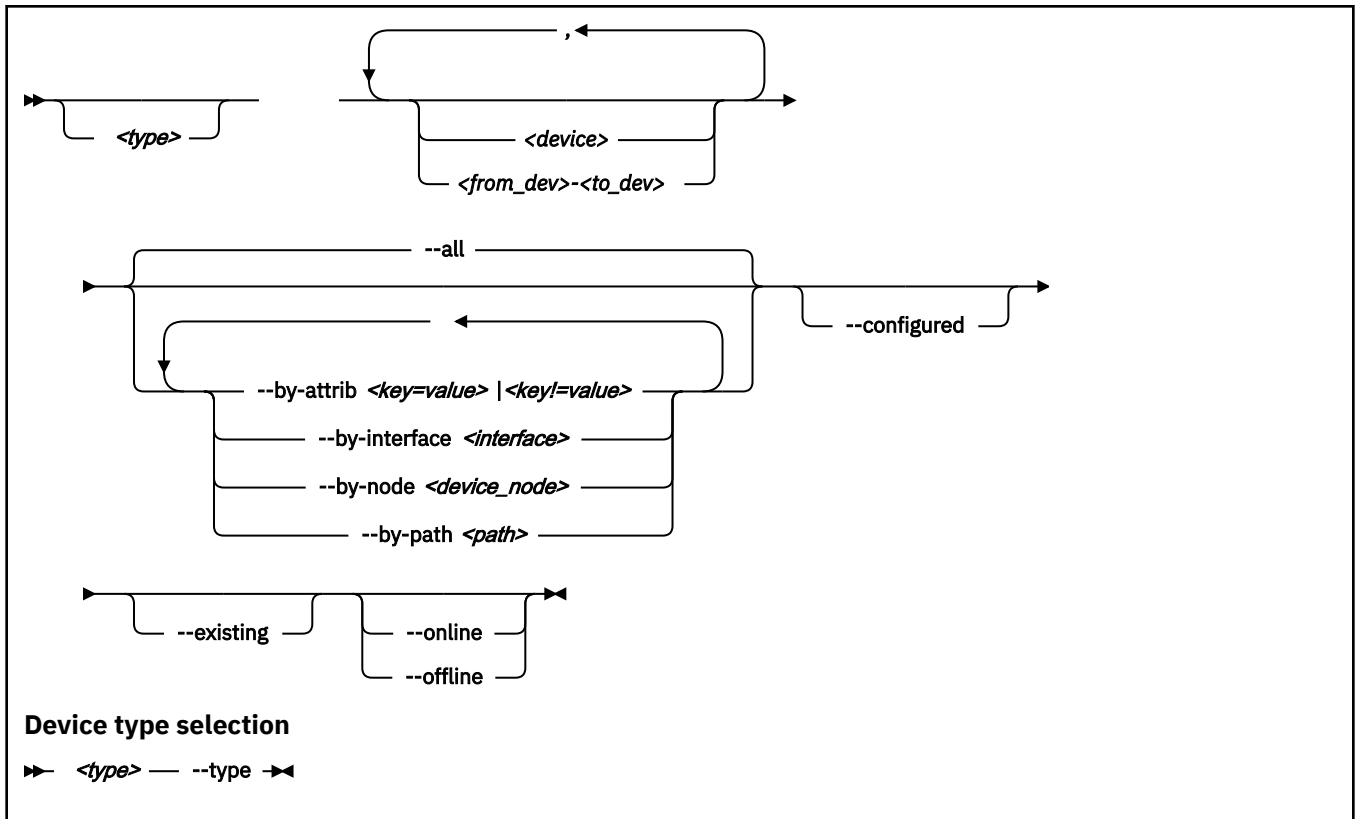 ,
<type>
<device>
<from_dev>-<to_dev>
--all
--configured
--by-attrib <key=value> |<key!=value>
--by-interface <interface>
--by-node <device_node>
--by-path <path>
--existing
--online
--offline
Device type selection
<type> --type